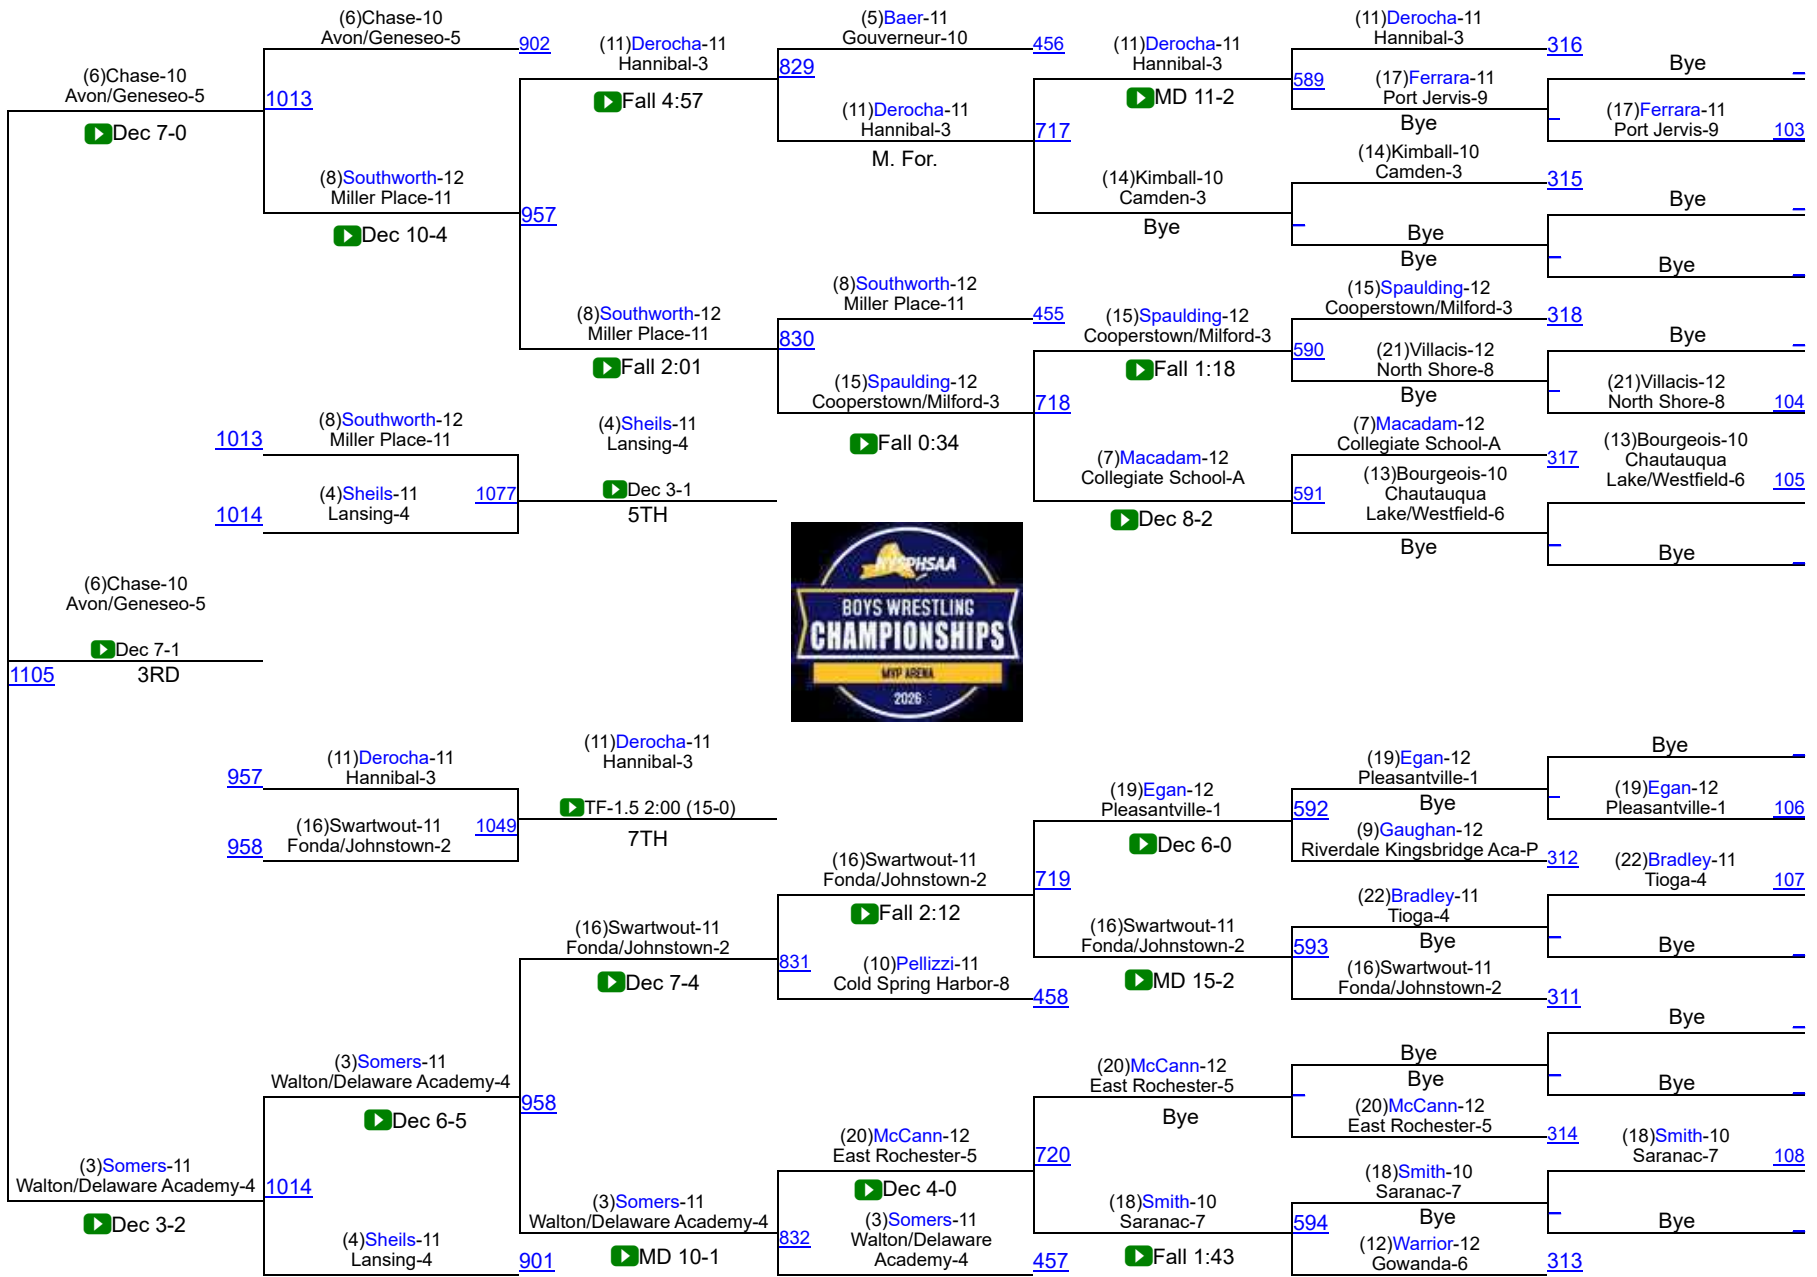 (6)Chase-10
Avon/Geneseo-5
Dec 7-0
1013
(6)Chase-10
Avon/Geneseo-5
902
(8)Southworth-12
Miller Place-11
Dec 10-4
957
(11)Derocha-11
Hannibal-3
Fall 4:57
829
(8)Southworth-12
Miller Place-11
Fall 2:01
830
(5)Baer-11
Gouverneur-10
456
(11)Derocha-11
Hannibal-3
M. For.
717
(8)Southworth-12
Miller Place-11
455
(15)Spaulding-12
Cooperstown/Milford-3
Fall 0:34
718
(11)Derocha-11
Hannibal-3
MD 11-2
589
(14)Kimball-10
Camden-3
Bye
(15)Spaulding-12
Cooperstown/Milford-3
Fall 1:18
590
(7)Macadam-12
Collegiate School-A
Dec 8-2
591
(11)Derocha-11
Hannibal-3
316
(17)Ferrara-11
Port Jervis-9
Bye
(14)Kimball-10
Camden-3
315
Bye
Bye
(15)Spaulding-12
Cooperstown/Milford-3
318
(21)Villacis-12
North Shore-8
Bye
(7)Macadam-12
Collegiate School-A
317
(13)Bourgeois-10
Chautauqua
Lake/Westfield-6
Bye
Bye
(17)Ferrara-11
Port Jervis-9
103
Bye
Bye
Bye
(21)Villacis-12
North Shore-8
104
(13)Bourgeois-10
Chautauqua
Lake/Westfield-6
105
Bye
1013
(8)Southworth-12
Miller Place-11
1014
(4)Sheils-11
Lansing-4
1077
(4)Sheils-11
Lansing-4
Dec 3-1
5TH
(6)Chase-10
Avon/Geneseo-5
Dec 7-1
3RD
1105
NYSPHSAA
BOYS WRESTLING
CHAMPIONSHIPS
MVP ARENA
2026
957
(11)Derocha-11
Hannibal-3
958
(16)Swartwout-11
Fonda/Johnstown-2
1049
(11)Derocha-11
Hannibal-3
TF-1.5 2:00 (15-0)
7TH
(3)Somers-11
Walton/Delaware Academy-4
Dec 3-2
1014
(3)Somers-11
Walton/Delaware Academy-4
Dec 6-5
958
(4)Sheils-11
Lansing-4
901
(16)Swartwout-11
Fonda/Johnstown-2
Dec 7-4
831
(3)Somers-11
Walton/Delaware Academy-4
MD 10-1
832
(16)Swartwout-11
Fonda/Johnstown-2
Fall 2:12
719
(10)Pellizzi-11
Cold Spring Harbor-8
458
(20)McCann-12
East Rochester-5
Dec 4-0
720
(3)Somers-11
Walton/Delaware
Academy-4
457
(19)Egan-12
Pleasantville-1
Dec 6-0
592
(16)Swartwout-11
Fonda/Johnstown-2
MD 15-2
593
(20)McCann-12
East Rochester-5
Bye
(18)Smith-10
Saranac-7
Fall 1:43
594
(19)Egan-12
Pleasantville-1
Bye
(9)Gaughan-12
Riverdale Kingsbridge Aca-P
312
(22)Bradley-11
Tioga-4
Bye
(16)Swartwout-11
Fonda/Johnstown-2
311
Bye
Bye
(20)McCann-12
East Rochester-5
314
(18)Smith-10
Saranac-7
Bye
(12)Warrior-12
Gowanda-6
313
Bye
(19)Egan-12
Pleasantville-1
106
(22)Bradley-11
Tioga-4
107
Bye
Bye
Bye
(18)Smith-10
Saranac-7
108
Bye